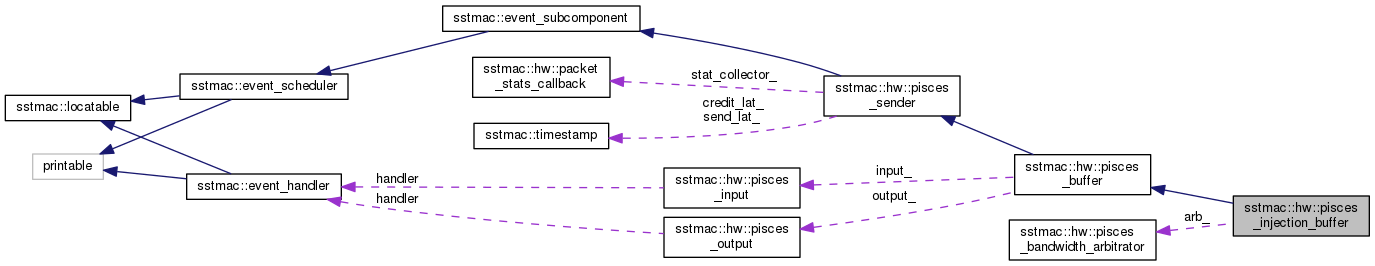 sstmac::event_subcomponent
sstmac::hw::packet
_stats_callback
stat_collector_
sstmac::event_scheduler
sstmac::hw::pisces
_sender
sstmac::locatable
credit_lat_
send_lat_
sstmac::timestamp
printable
sstmac::event_handler
handler
handler
sstmac::hw::pisces
_input
sstmac::hw::pisces
_output
input_
output_
sstmac::hw::pisces
_buffer
arb_
sstmac::hw::pisces
_injection_buffer
sstmac::hw::pisces
_bandwidth_arbitrator